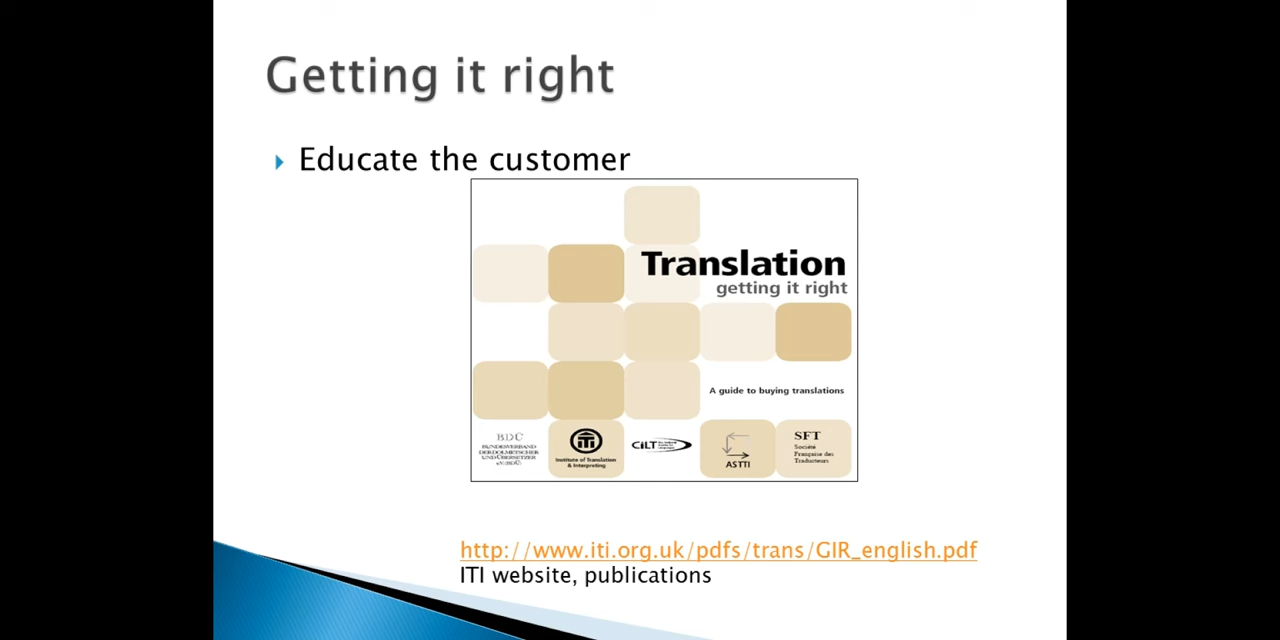 Getting it right
Educate the customer
Translation
getting it right
A guide to buying translations
BDÜ
BUNDESVERBAND
DER DOLMETSCHER
UND ÜBERSETZER
e.V. (BDÜ)
iTi
Institute of Translation
& Interpreting
CiLT
ASTTI
SFT
Société
Française des
Traducteurs
http://www.iti.org.uk/pdfs/trans/GIR_english.pdf
ITI website, publications